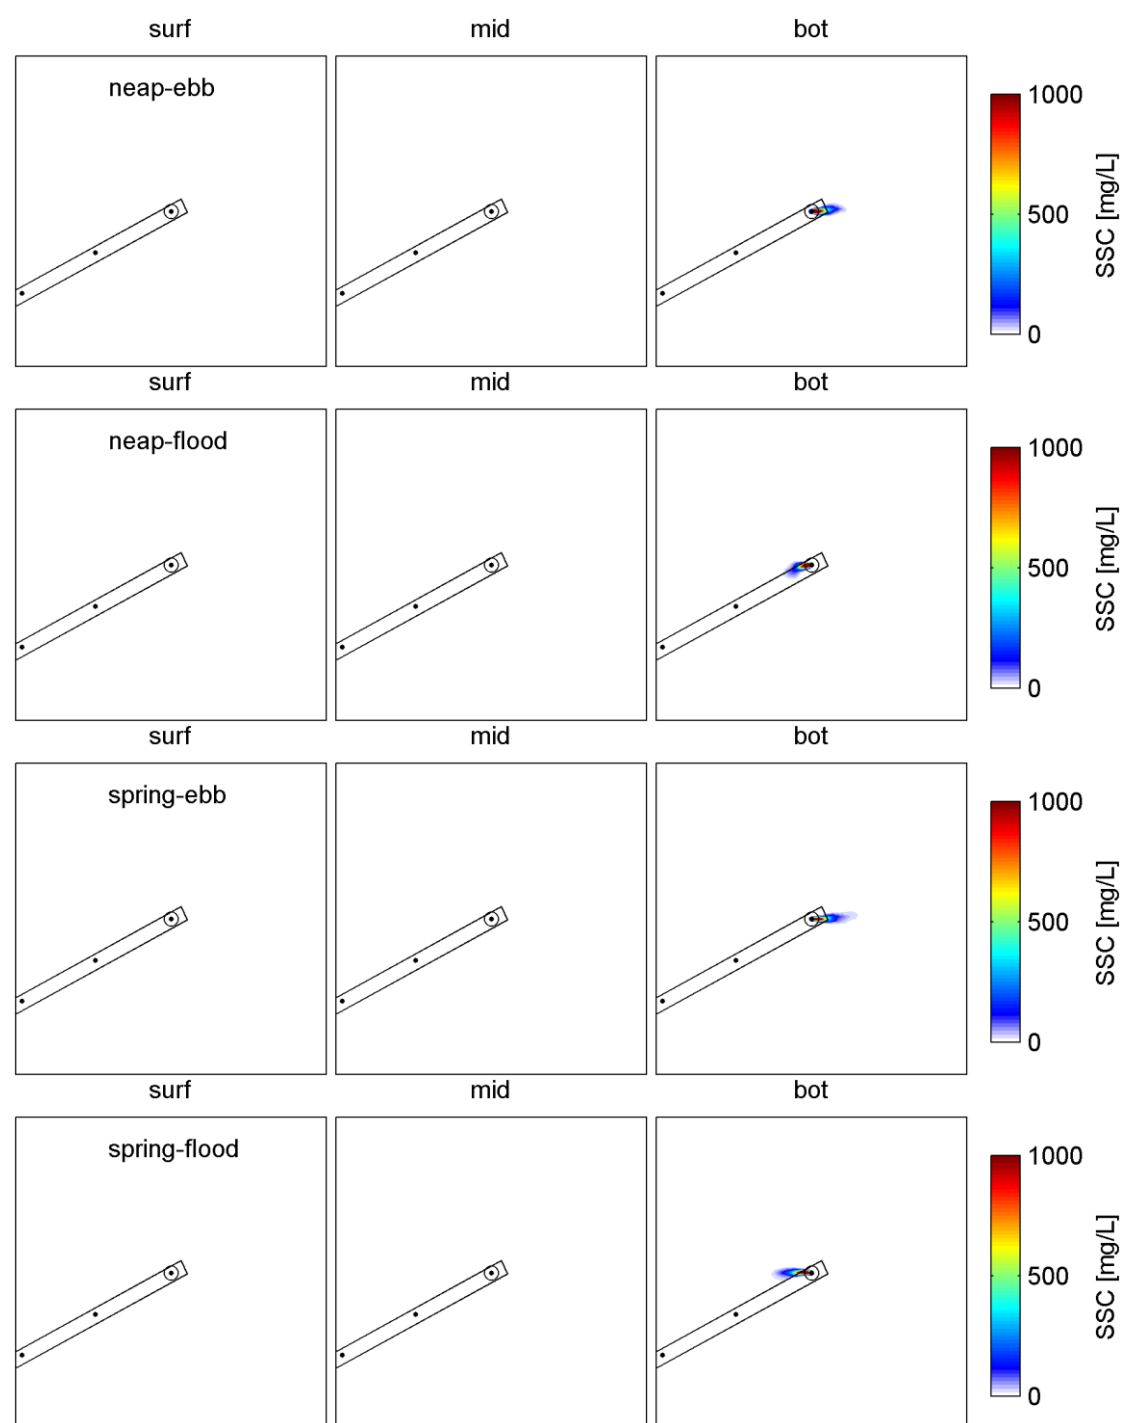 surf mid bot
neap-ebb
1000
500
0
SSC [mg/L]
surf mid bot
neap-flood
1000
500
0
SSC [mg/L]
surf mid bot
spring-ebb
1000
500
0
SSC [mg/L]
surf mid bot
spring-flood
1000
500
0
SSC [mg/L]